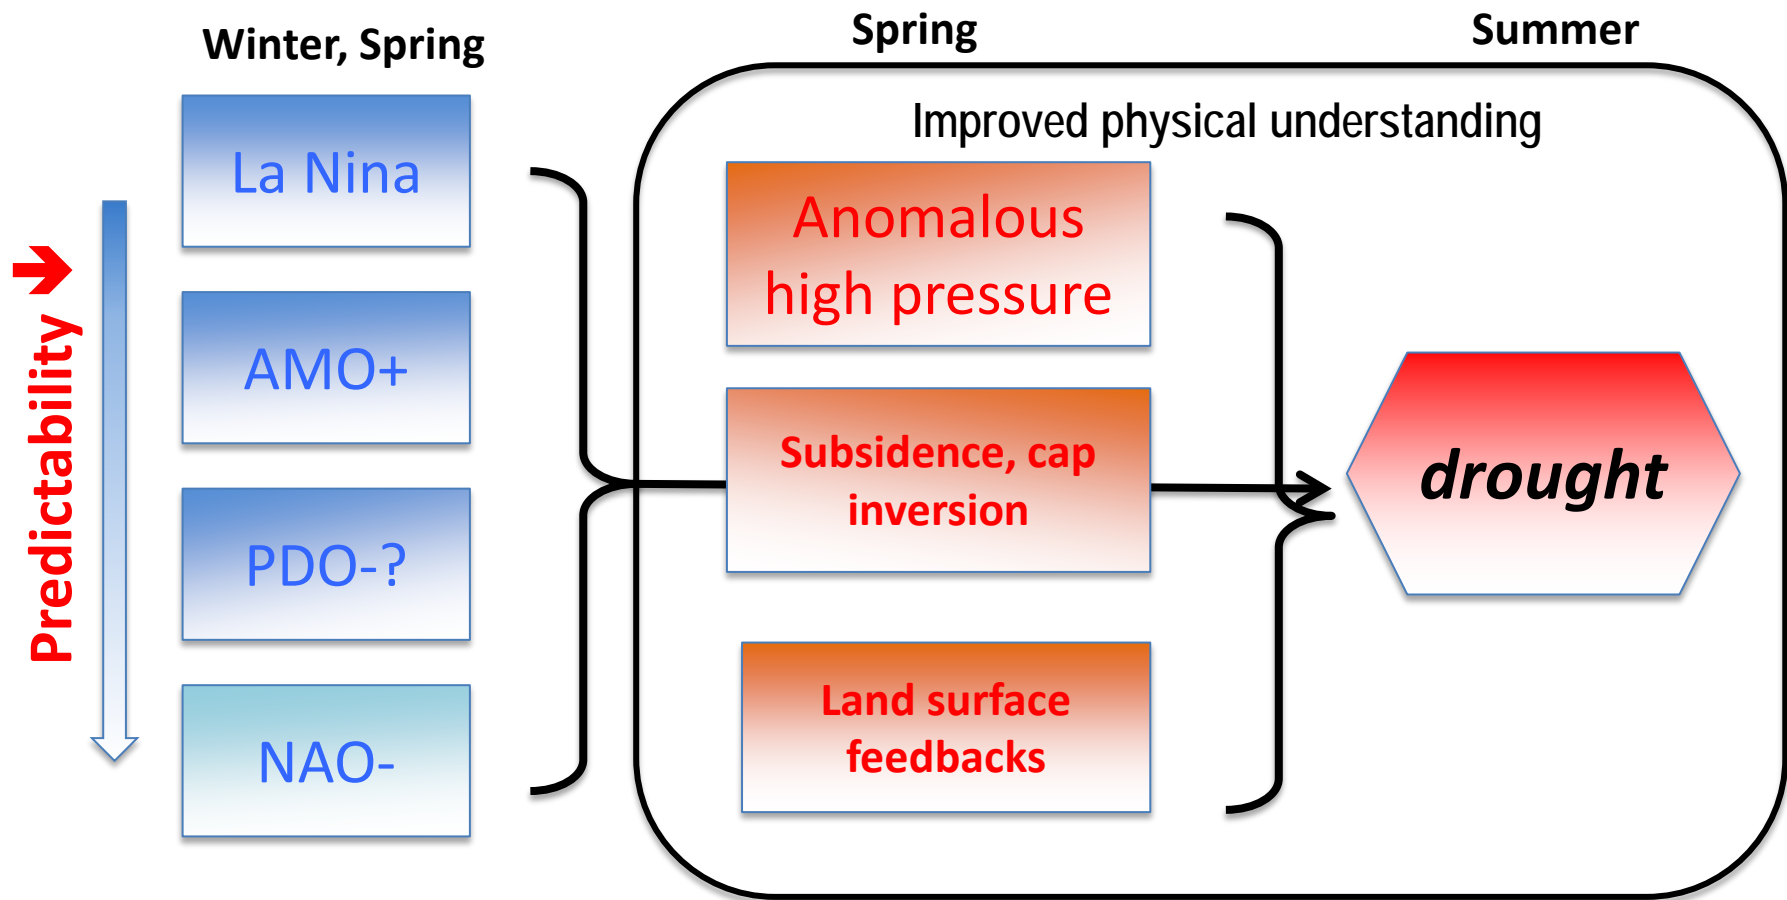 Winter, Spring
Spring
Summer
Improved physical understanding
Predictability
La Nina
AMO+
PDO-?
NAO-
Anomalous
high pressure
Subsidence, cap
inversion
Land surface
feedbacks
drought